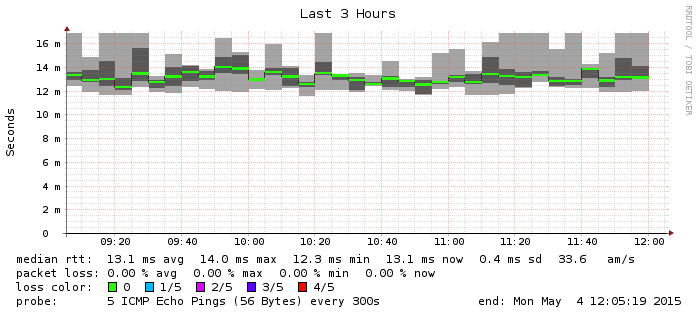 Last 3 Hours
RRDTOOL / TOBI OETIKER
Seconds
16 m
14 m
12 m
10 m
8 m
6 m
4 m
2 m
0
09:20 09:40 10:00 10:20 10:40 11:00 11:20 11:40 12:00
median rtt: 13.1 ms avg 14.0 ms max 12.3 ms min 13.1 ms now 0.4 ms sd 33.6 am/s
packet loss: 0.00 % avg 0.00 % max 0.00 % min 0.00 % now
loss color: 0 1/5 2/5 3/5 4/5
probe: 5 ICMP Echo Pings (56 Bytes) every 300s end: Mon May 4 12:05:19 2015